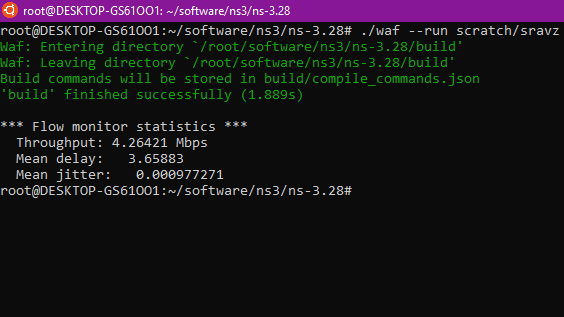 root@DESKTOP-GS61OO1: ~/software/ns3/ns-3.28
root@DESKTOP-GS61OO1:~/software/ns3/ns-3.28# ./waf --run scratch/sravz
Waf: Entering directory `/root/software/ns3/ns-3.28/build'
Waf: Leaving directory `/root/software/ns3/ns-3.28/build'
Build commands will be stored in build/compile_commands.json
'build' finished successfully (1.889s)
*** Flow monitor statistics ***
Throughput: 4.26421 Mbps
Mean delay: 3.65883
Mean jitter: 0.000977271
root@DESKTOP-GS61OO1:~/software/ns3/ns-3.28#